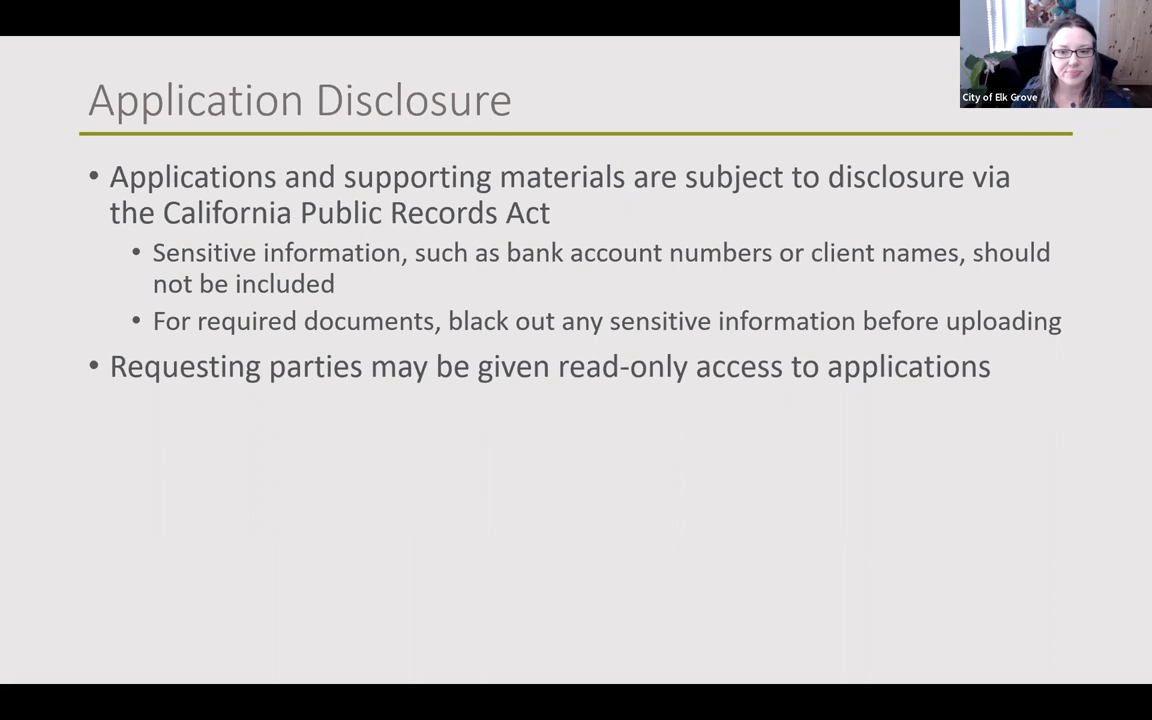 Application Disclosure
City of Elk Grove
• Applications and supporting materials are subject to disclosure via
the California Public Records Act
• Sensitive information, such as bank account numbers or client names, should
not be included
• For required documents, black out any sensitive information before uploading
• Requesting parties may be given read-only access to applications